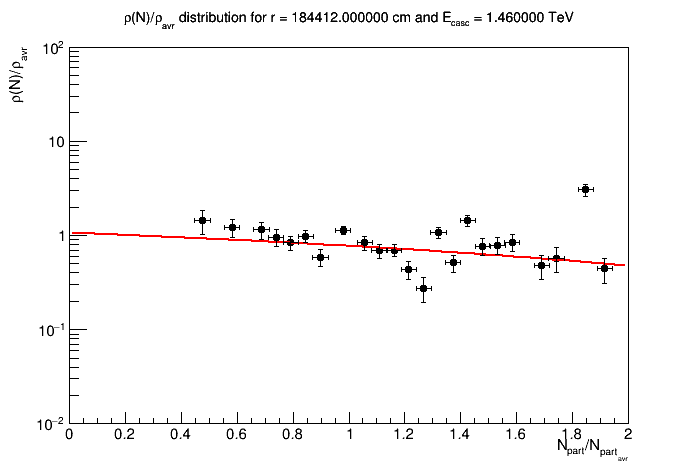 ρ(N)/ρavr distribution for r = 184412.000000 cm and Ecasc = 1.460000 TeV
ρ(N)/ρavr
10²
10
1
10⁻¹
10⁻²
0 0.2 0.4 0.6 0.8 1 1.2 1.4 1.6 1.8 2
Npart/Npartavr